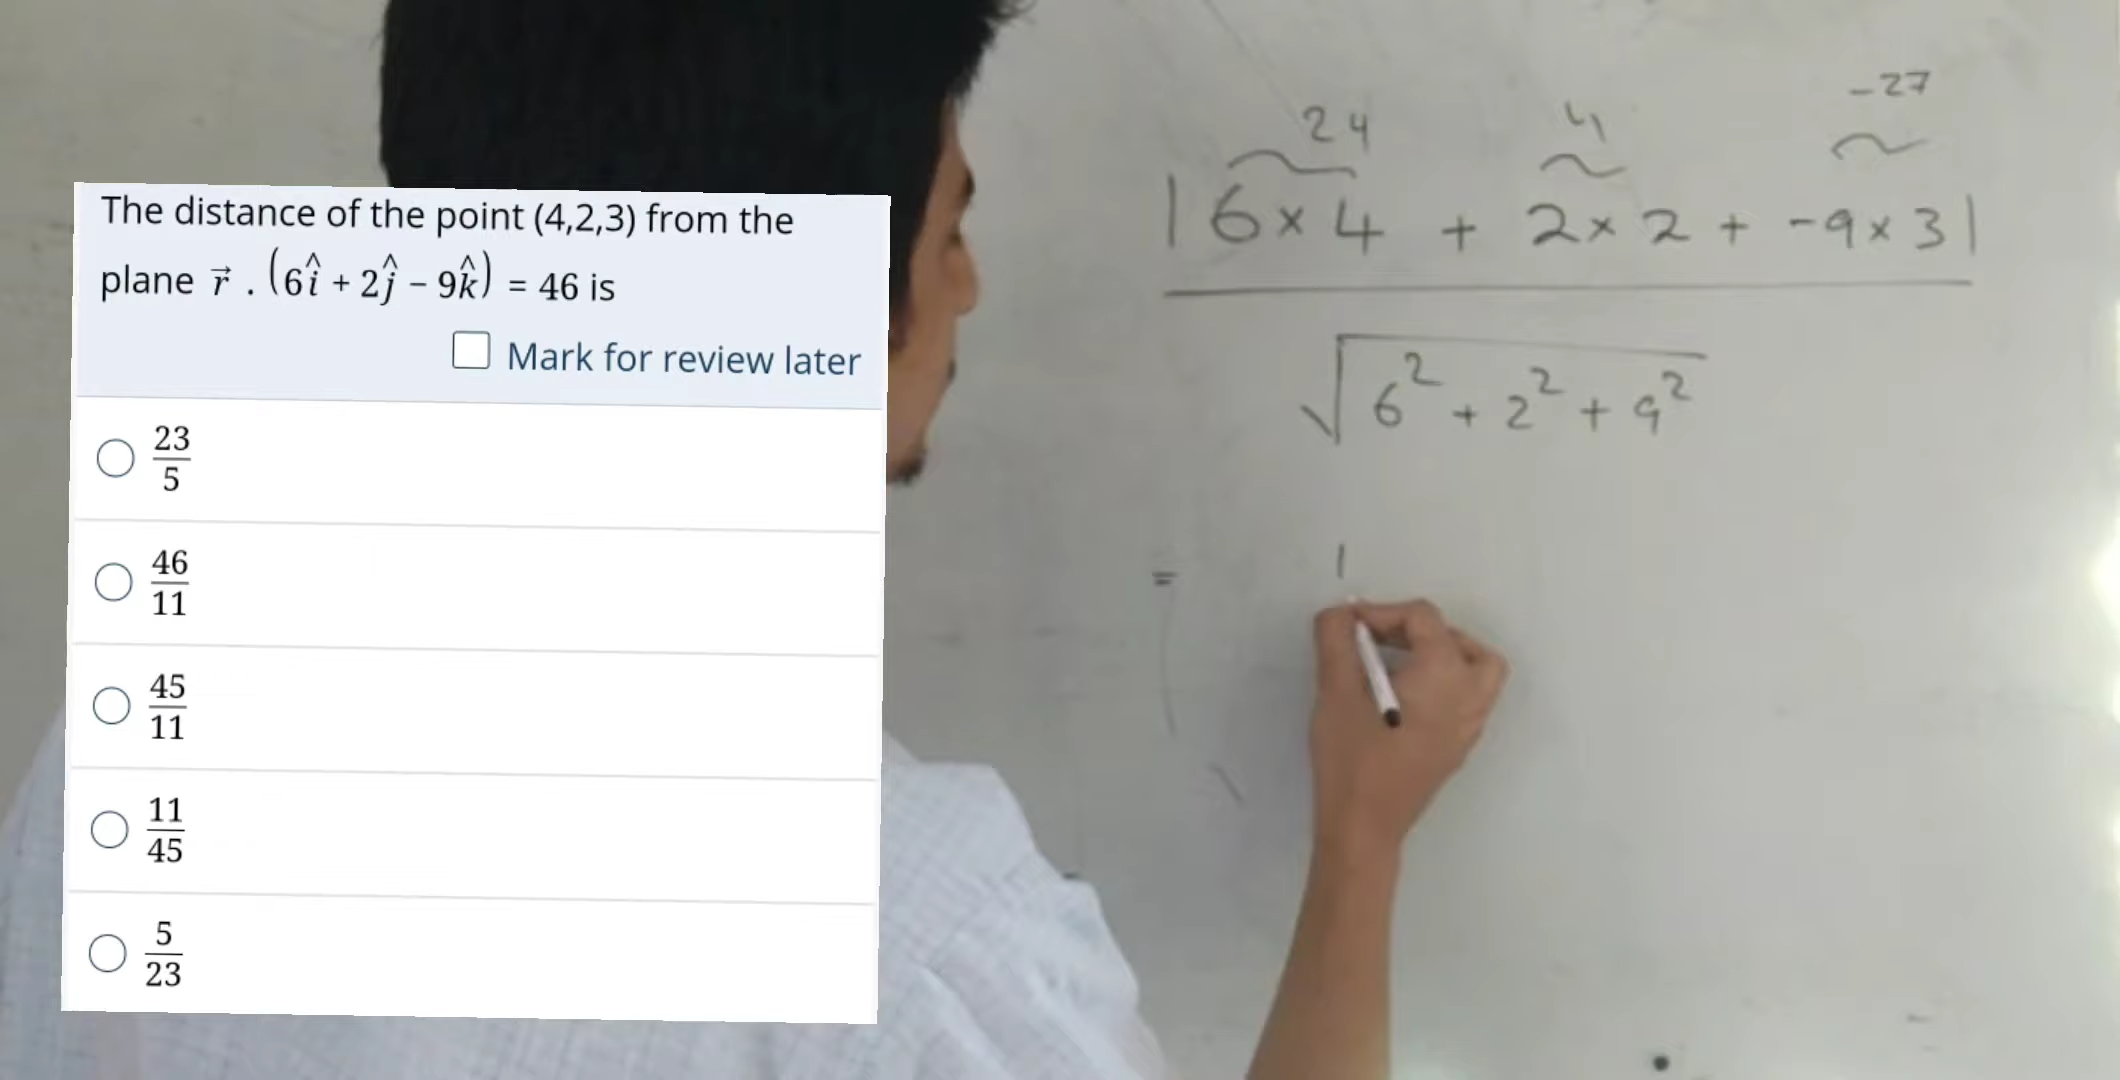 The distance of the point (4,2,3) from the
plane r⃗ . (6î + 2ĵ − 9k̂) = 46 is
Mark for review later
23/5
46/11
45/11
11/45
5/23
24 4 -27
|6×4 + 2×2 + -9×3|
√6² + 2² + 9²
= |